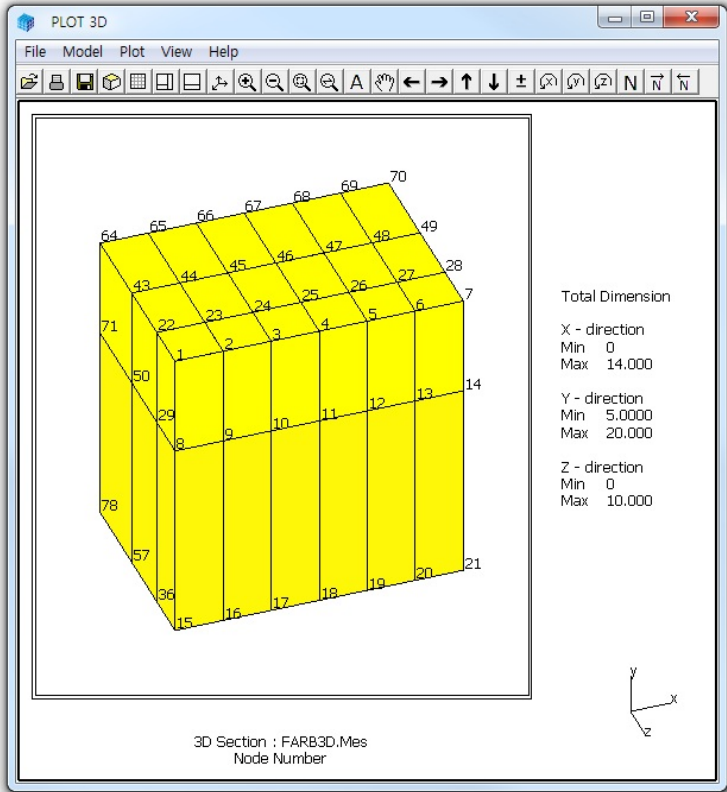 PLOT 3D
File Model Plot View Help
A ± x y z N N N
70
69
68
67
66
65
64
49
48
47
46
45
44
43
28
27
26
25
24
23
22
7
6
5
4
3
2
1
71
50
29
14
13
12
11
10
9
8
78
57
36
21
20
19
18
17
16
15
Total Dimension
X - direction
Min 0
Max 14.000
Y - direction
Min 5.0000
Max 20.000
Z - direction
Min 0
Max 10.000
y
x
z
3D Section : FARB3D.Mes
Node Number